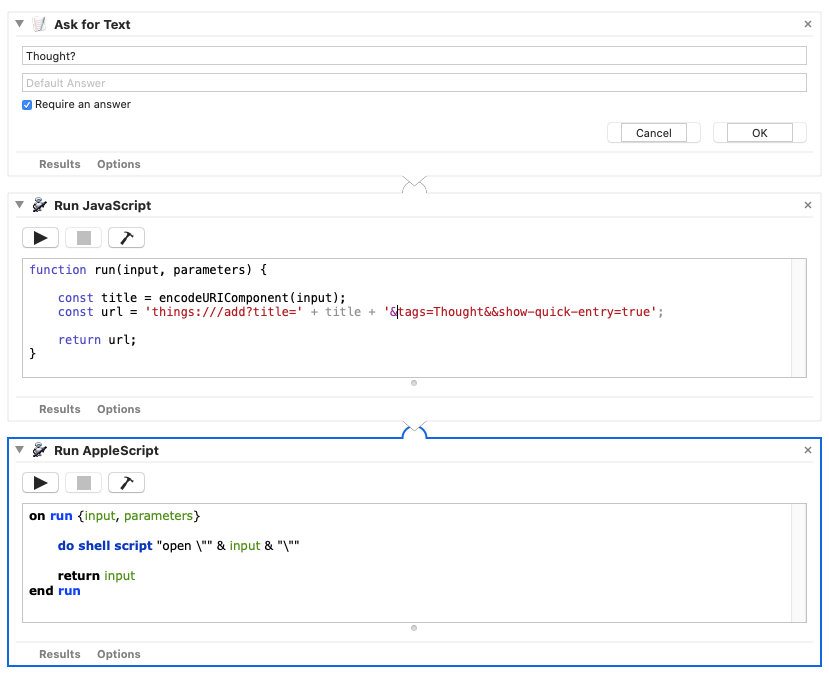 Ask for Text
Thought?
Default Answer
Require an answer
Cancel OK
Results Options
Run JavaScript
function run(input, parameters) {
const title = encodeURIComponent(input);
const url = 'things:///add?title=' + title + '&tags=Thought&&show-quick-entry=true';
return url;
}
Results Options
Run AppleScript
on run {input, parameters}
do shell script "open \"" & input & "\""
return input
end run
Results Options